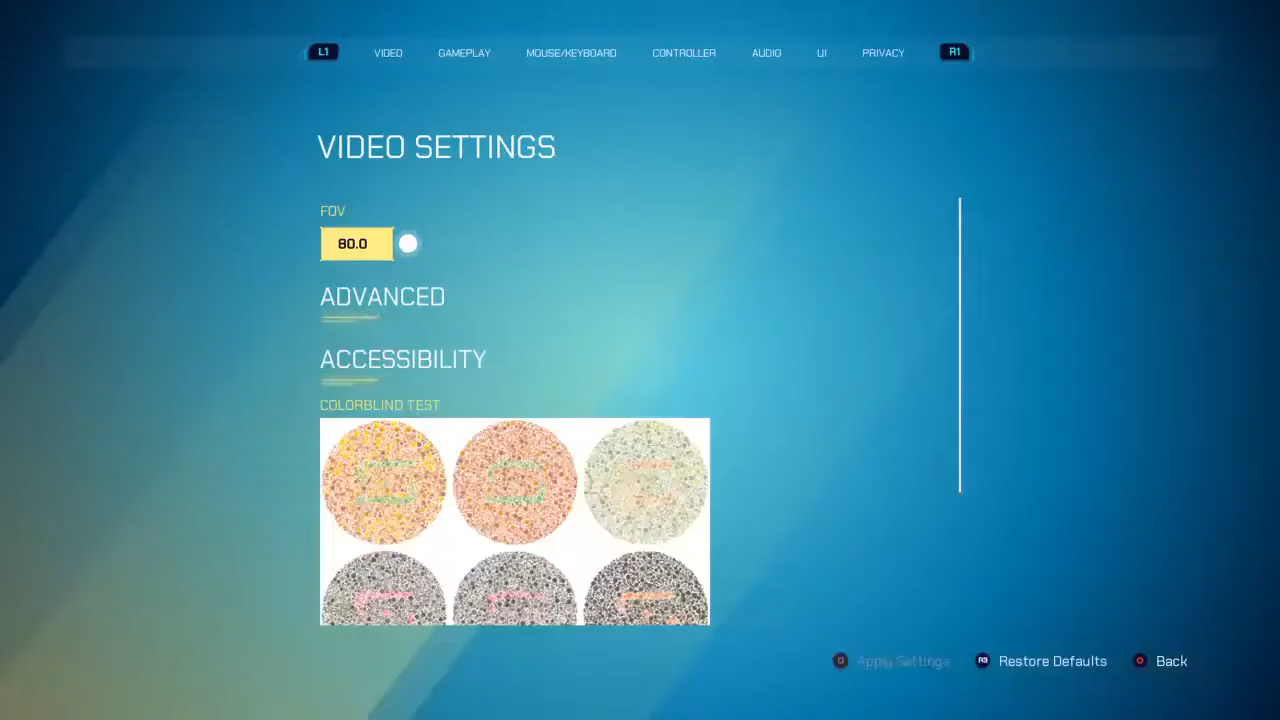 L1 VIDEO GAMEPLAY MOUSE/KEYBOARD CONTROLLER AUDIO UI PRIVACY R1
VIDEO SETTINGS
FOV
80.0
ADVANCED
ACCESSIBILITY
COLORBLIND TEST
Apply Settings R3 Restore Defaults Back